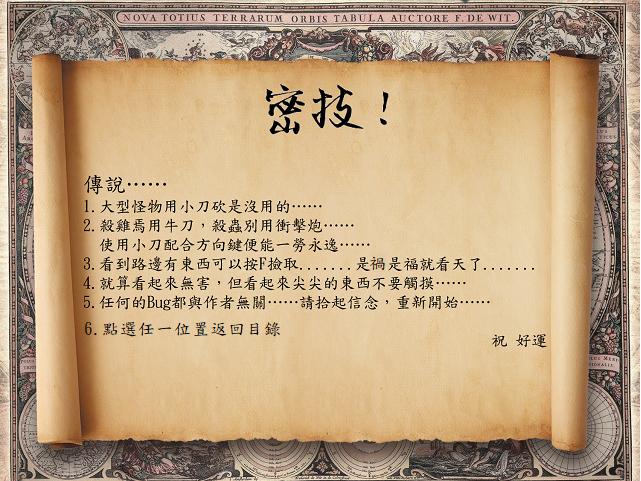 NOVA TOTIUS TERRARUM ORBIS TABULA AUCTORE F. DE WIT.
密技！
傳說……
1. 大型怪物用小刀砍是沒用的……
2. 殺雞焉用牛刀，殺蟲別用衝擊炮……
使用小刀配合方向鍵便能一勞永逸……
3. 看到路邊有東西可以按F撿取.......是禍是福就看天了.......
4. 就算看起來無害，但看起來尖尖的東西不要觸摸……
5. 任何的Bug都與作者無關……請拾起信念，重新開始……
6. 點選任一位置返回目錄
祝 好運